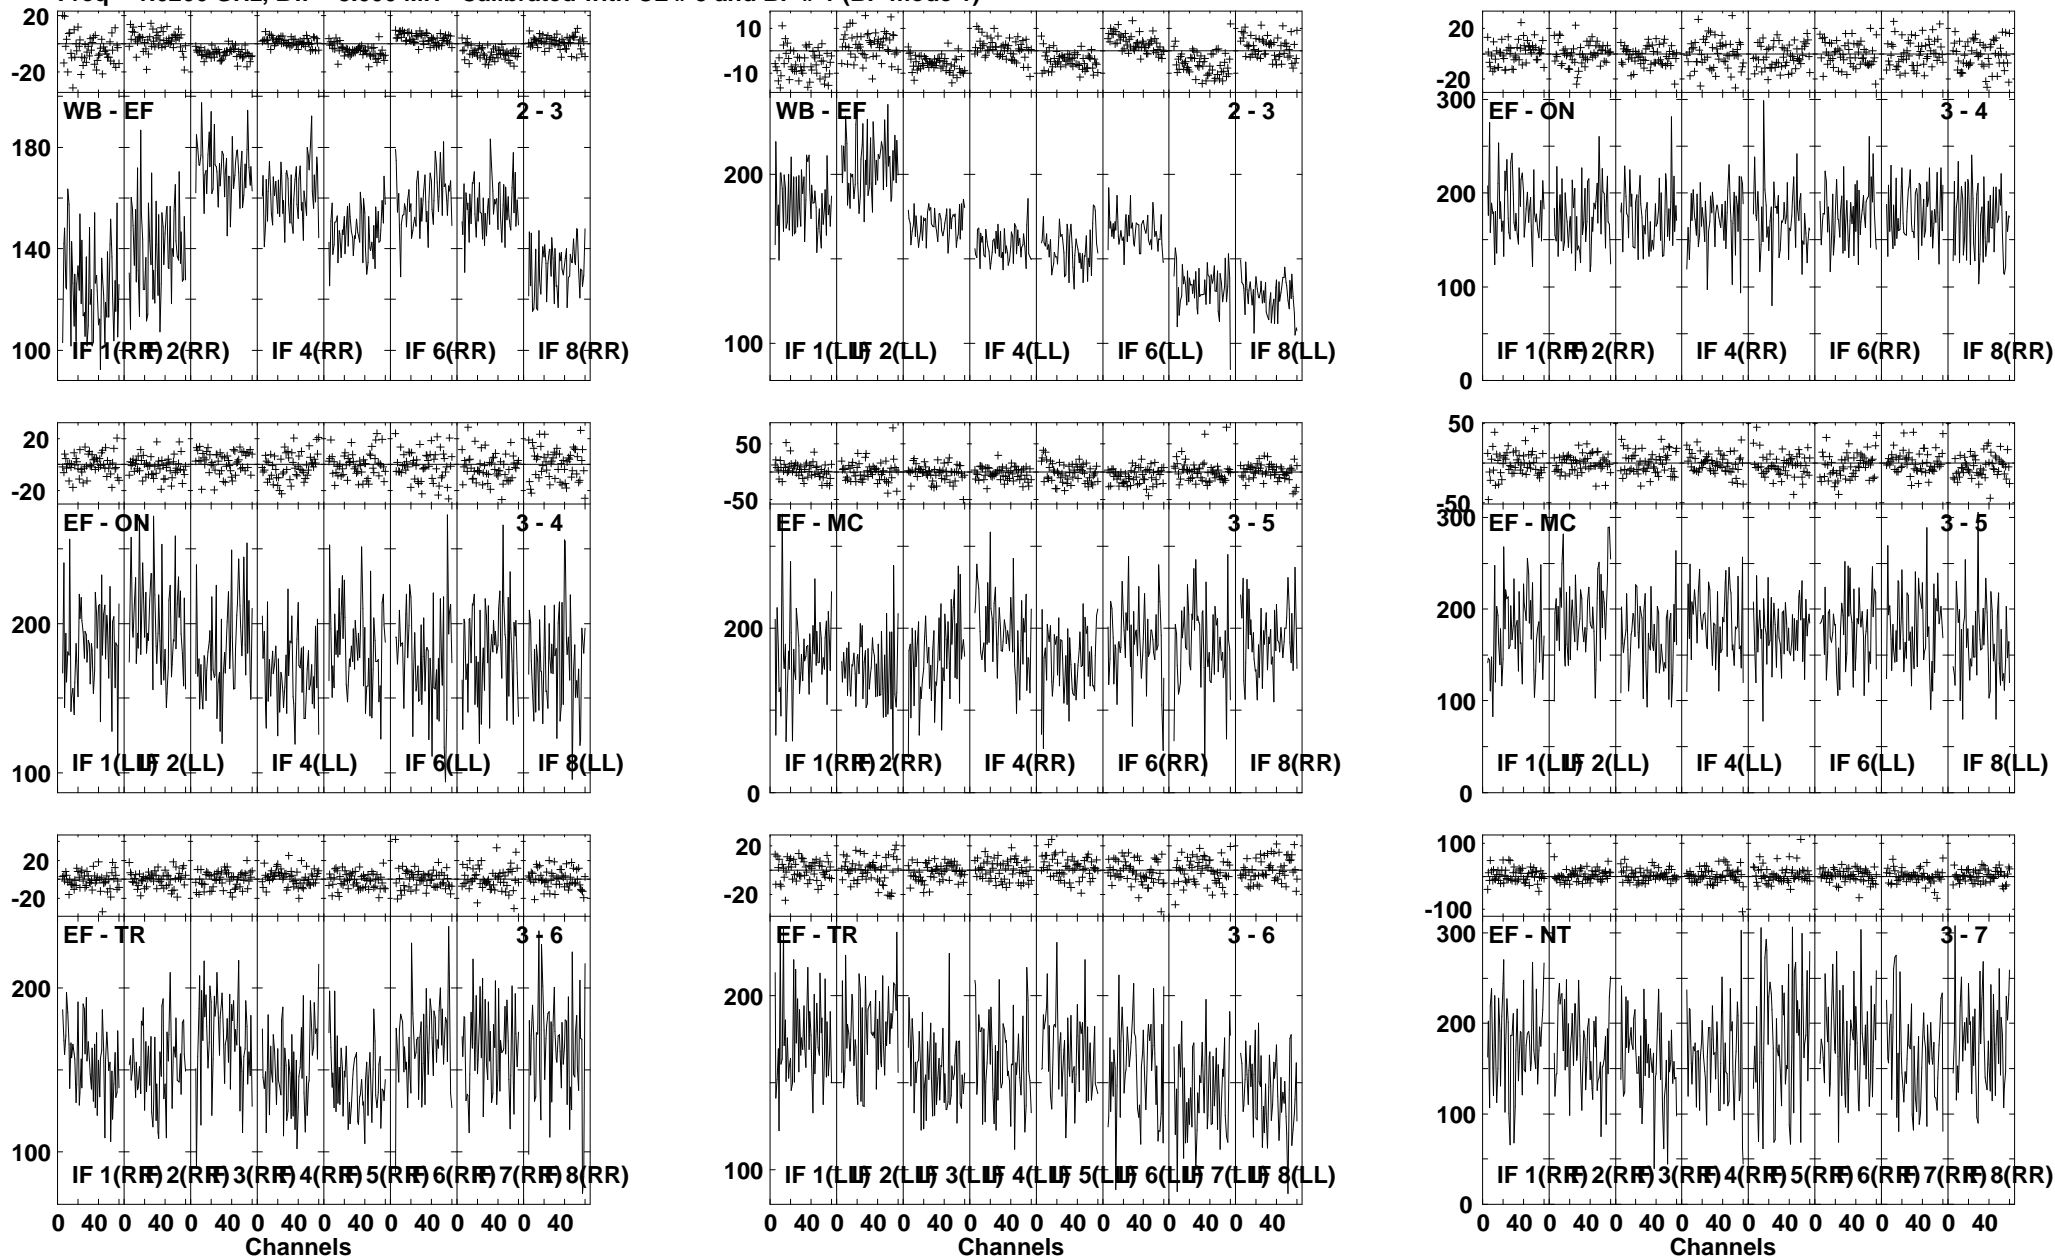 20
-20
WB - EF 2 - 3
180
140
100
IF 1(RR) IF 2(RR) IF 4(RR) IF 6(RR) IF 8(RR)
10
-10
WB - EF 2 - 3
200
100
IF 1(LL) IF 2(LL) IF 4(LL) IF 6(LL) IF 8(LL)
20
-20
300
EF - ON 3 - 4
200
100
IF 1(RR) IF 2(RR) IF 4(RR) IF 6(RR) IF 8(RR)
0
20
-20
EF - ON 3 - 4
200
IF 1(LL) IF 2(LL) IF 4(LL) IF 6(LL) IF 8(LL)
100
50
-50
EF - MC 3 - 5
200
IF 1(RR) IF 2(RR) IF 4(RR) IF 6(RR) IF 8(RR)
0
50
-50
300
EF - MC 3 - 5
200
100
IF 1(LL) IF 2(LL) IF 4(LL) IF 6(LL) IF 8(LL)
0
20
-20
EF - TR 3 - 6
200
100
IF 1(RR) IF 2(RR) IF 3(RR) IF 4(RR) IF 5(RR) IF 6(RR) IF 7(RR) IF 8(RR)
0 40 0 40 0 40 0 40 0 40 0 40 0 40 0 40
Channels
20
-20
EF - TR 3 - 6
200
100
IF 1(LL) IF 2(LL) IF 3(LL) IF 4(LL) IF 5(LL) IF 6(LL) IF 7(LL) IF 8(LL)
0 40 0 40 0 40 0 40 0 40 0 40 0 40 0 40
Channels
100
-100
300
EF - NT 3 - 7
200
100
IF 1(RR) IF 2(RR) IF 3(RR) IF 4(RR) IF 5(RR) IF 6(RR) IF 7(RR) IF 8(RR)
0
0 40 0 40 0 40 0 40 0 40 0 40 0 40 0 40
Channels